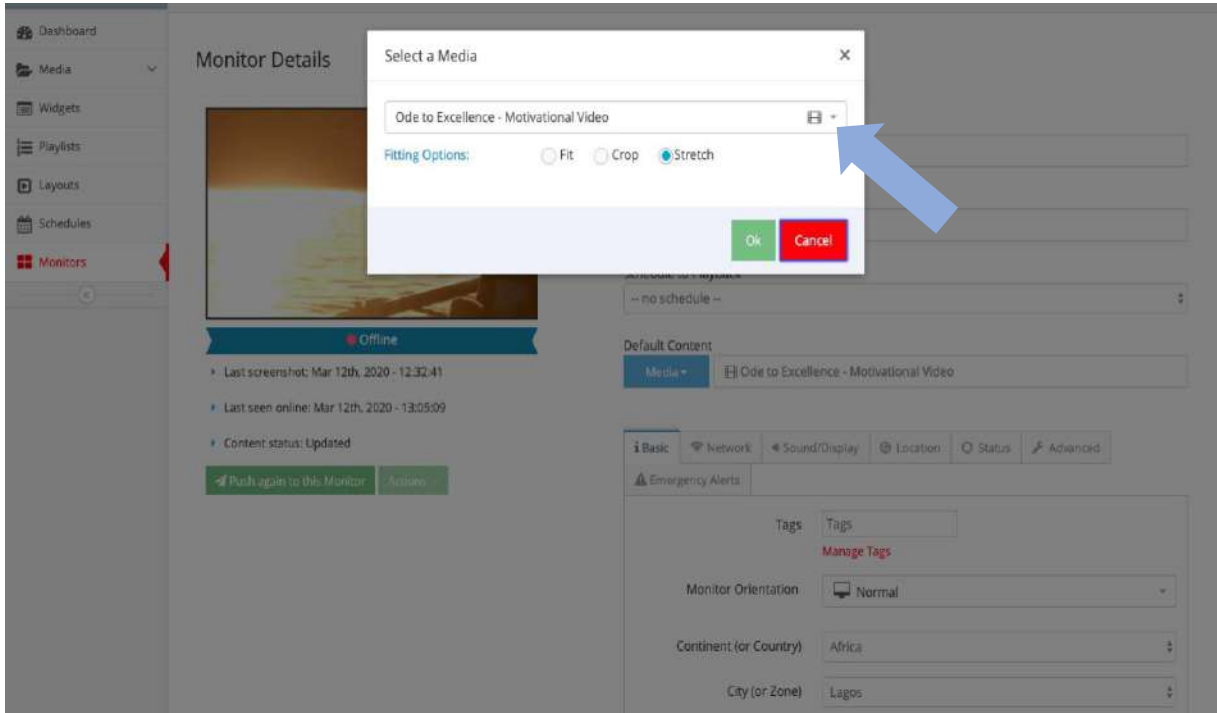 Dashboard
Media
Widgets
Playlists
Layouts
Schedules
Monitors
Monitor Details
Offline
Last screenshot: Mar 12th, 2020 - 12:32:41
Last seen online: Mar 12th, 2020 - 13:05:09
Content status: Updated
Push again to this Monitor Actions
Select a Media ×
Ode to Excellence - Motivational Video
Fitting Options: Fit Crop Stretch
Ok Cancel
Schedule to Playback
-- no schedule --
Default Content
Media Ode to Excellence - Motivational Video
Basic Network Sound/Display Location Status Advanced
Emergency Alerts
Tags Tags
Manage Tags
Monitor Orientation Normal
Continent (or Country) Africa
City (or Zone) Lagos